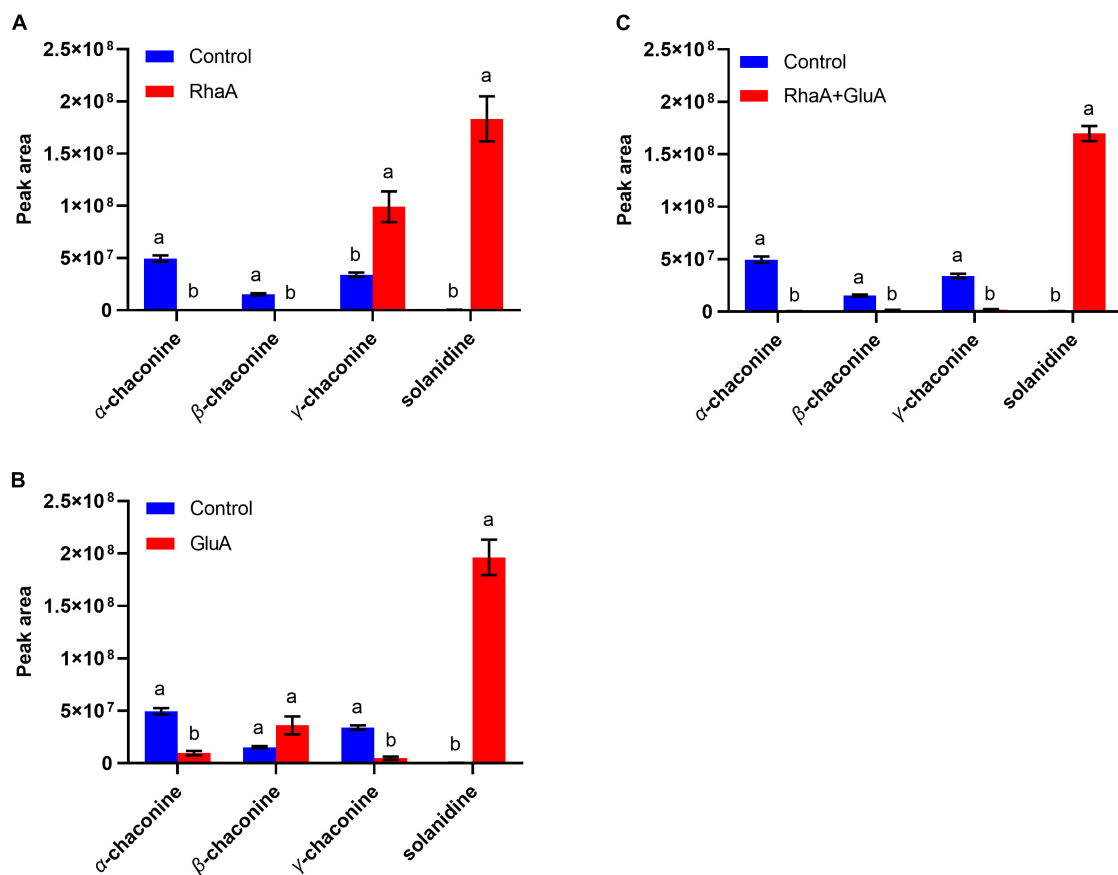 A
2.5×10⁸
2×10⁸
1.5×10⁸
1×10⁸
5×10⁷
0
Peak area
Control
RhaA
a
b
a
b
b
a
b
a
α-chaconine
β-chaconine
γ-chaconine
solanidine
C
2.5×10⁸
2×10⁸
1.5×10⁸
1×10⁸
5×10⁷
0
Peak area
Control
RhaA+GluA
a
b
a
b
a
b
b
a
α-chaconine
β-chaconine
γ-chaconine
solanidine
B
2.5×10⁸
2×10⁸
1.5×10⁸
1×10⁸
5×10⁷
0
Peak area
Control
GluA
a
b
a
a
a
b
b
a
α-chaconine
β-chaconine
γ-chaconine
solanidine